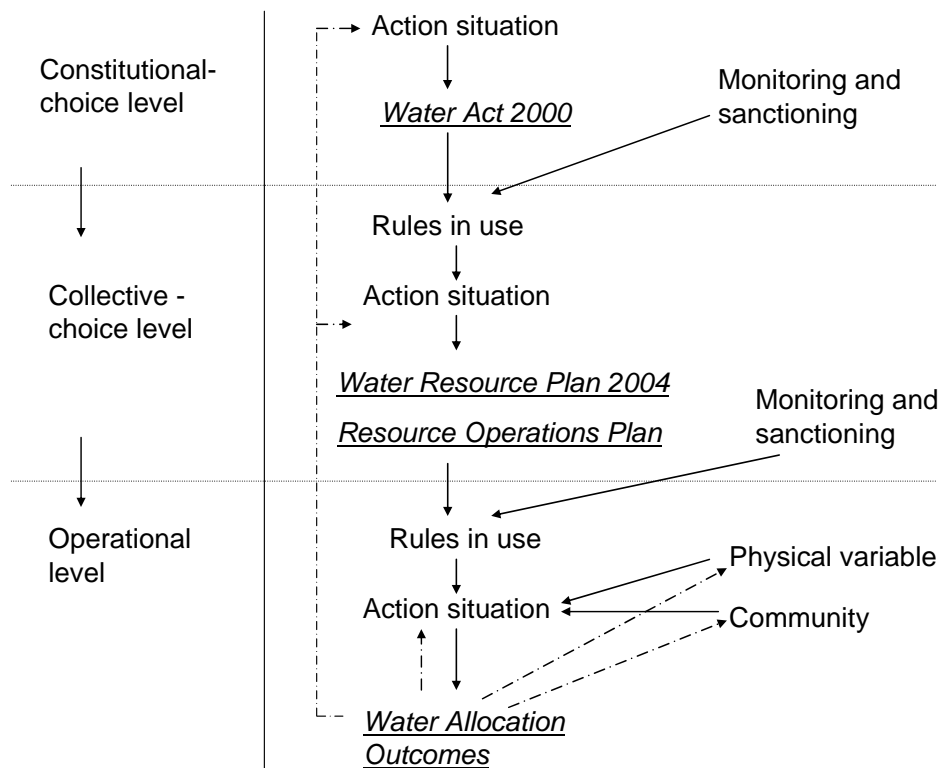 Action situation
Constitutional-
choice level
Monitoring and
sanctioning
Water Act 2000
Rules in use
Collective -
choice level
Action situation
Water Resource Plan 2004
Resource Operations Plan
Monitoring and
sanctioning
Operational
level
Rules in use
Physical variable
Action situation
Community
Water Allocation
Outcomes